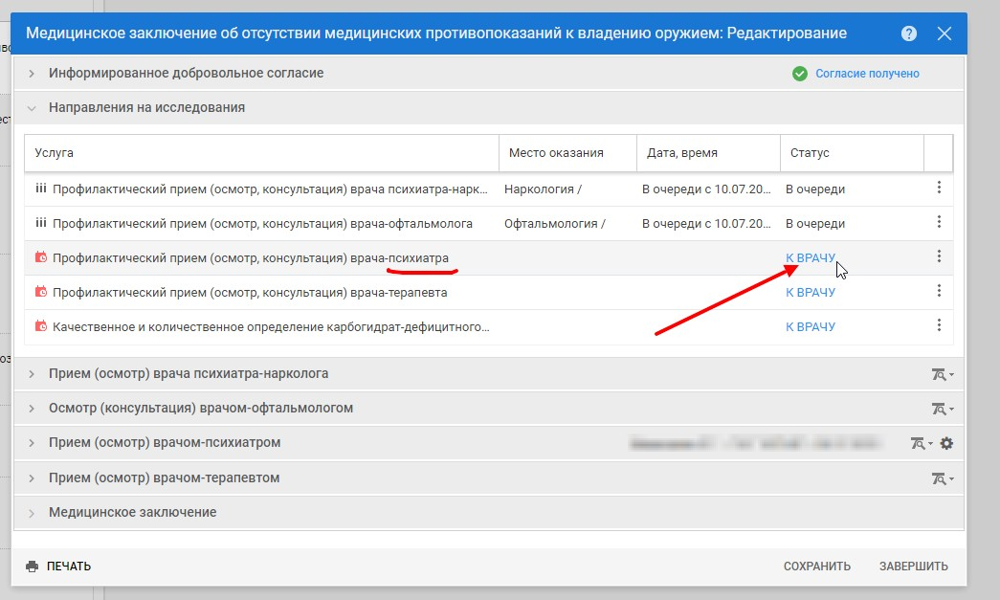 Медицинское заключение об отсутствии медицинских противопоказаний к владению оружием: Редактирование
Информированное добровольное согласие Согласие получено
Направления на исследования
Услуга Место оказания Дата, время Статус
Профилактический прием (осмотр, консультация) врача психиатра-нарк... Наркология / В очереди с 10.07.20... В очереди
Профилактический прием (осмотр, консультация) врача-офтальмолога Офтальмология / В очереди с 10.07.20... В очереди
Профилактический прием (осмотр, консультация) врача-психиатра К ВРАЧУ
Профилактический прием (осмотр, консультация) врача-терапевта К ВРАЧУ
Качественное и количественное определение карбогидрат-дефицитного... К ВРАЧУ
Прием (осмотр) врача психиатра-нарколога
Осмотр (консультация) врачом-офтальмологом
Прием (осмотр) врачом-психиатром
Прием (осмотр) врачом-терапевтом
Медицинское заключение
ПЕЧАТЬ СОХРАНИТЬ ЗАВЕРШИТЬ